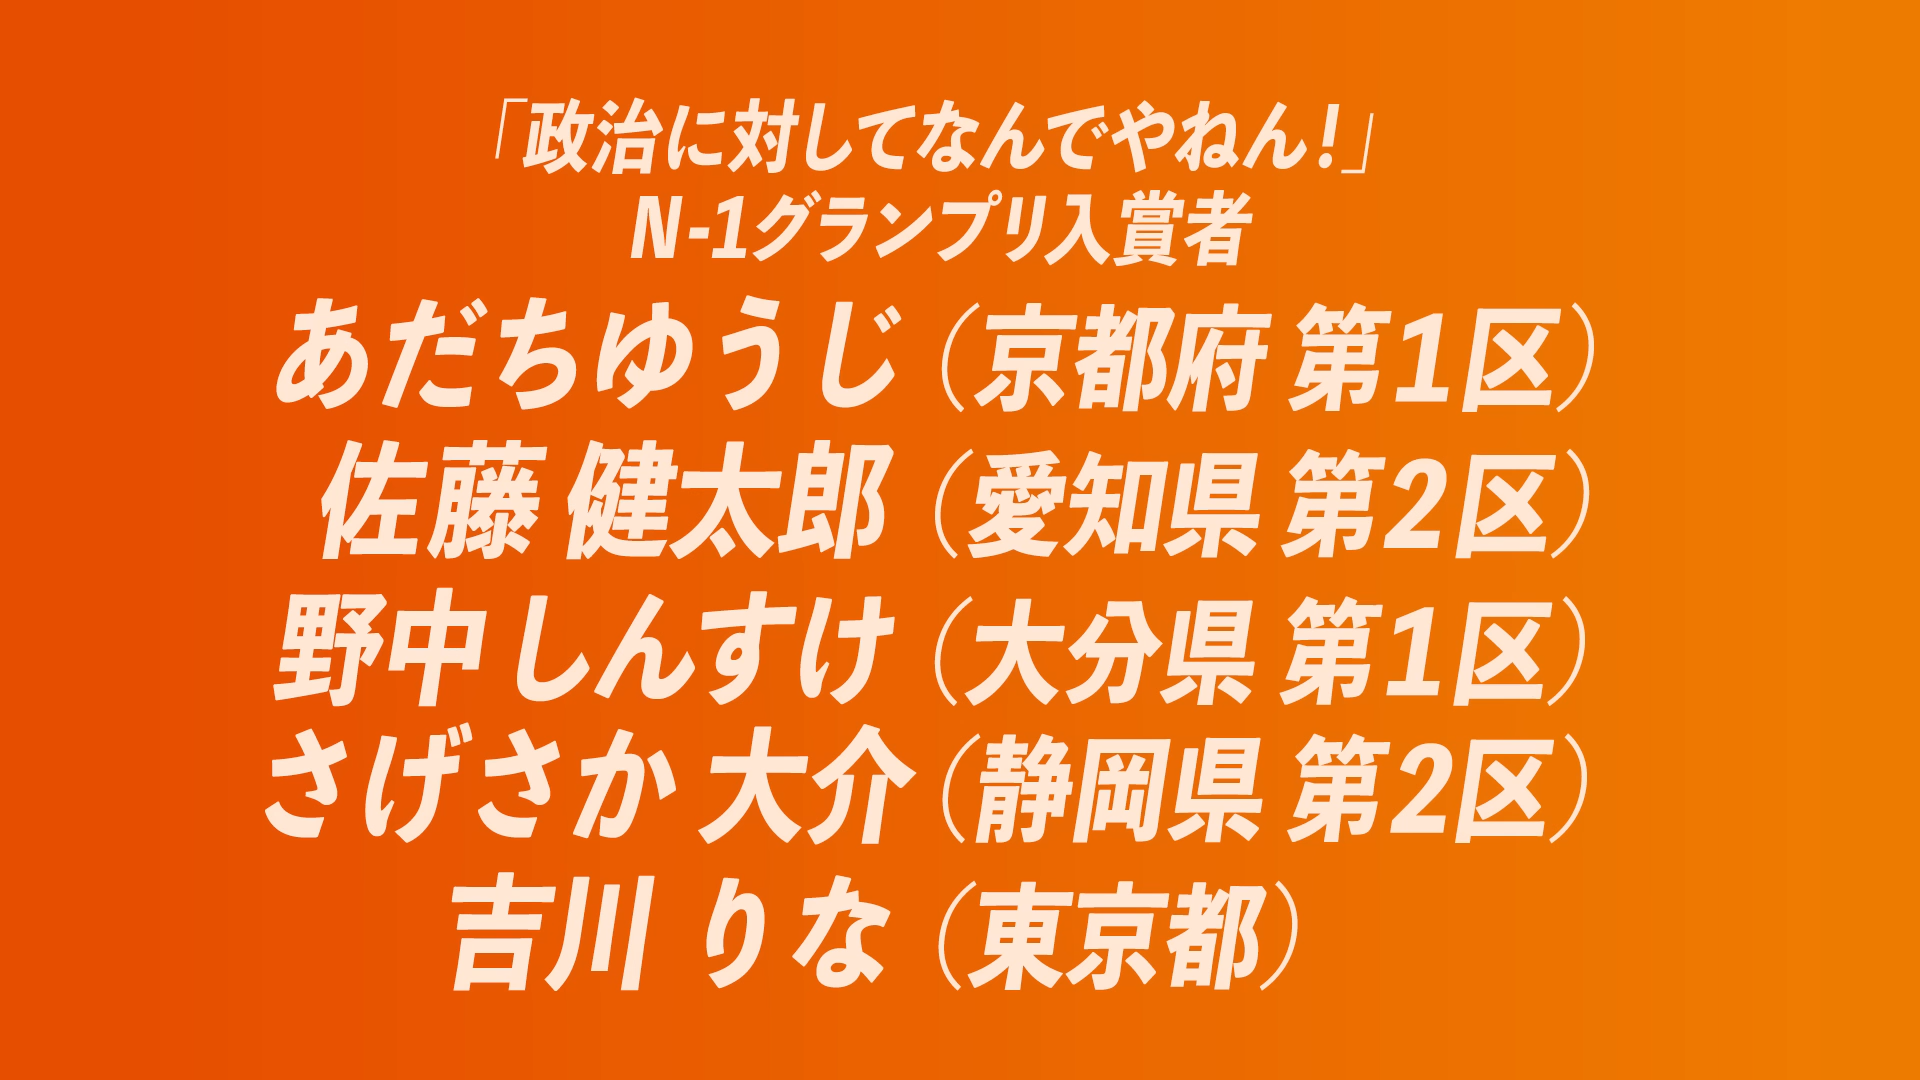 「政治に対してなんでやねん！」
N-1グランプリ入賞者
あだちゆうじ（京都府 第1区）
佐藤 健太郎（愛知県 第2区）
野中 しんすけ（大分県 第1区）
さげさか 大介（静岡県 第2区）
吉川 りな（東京都）